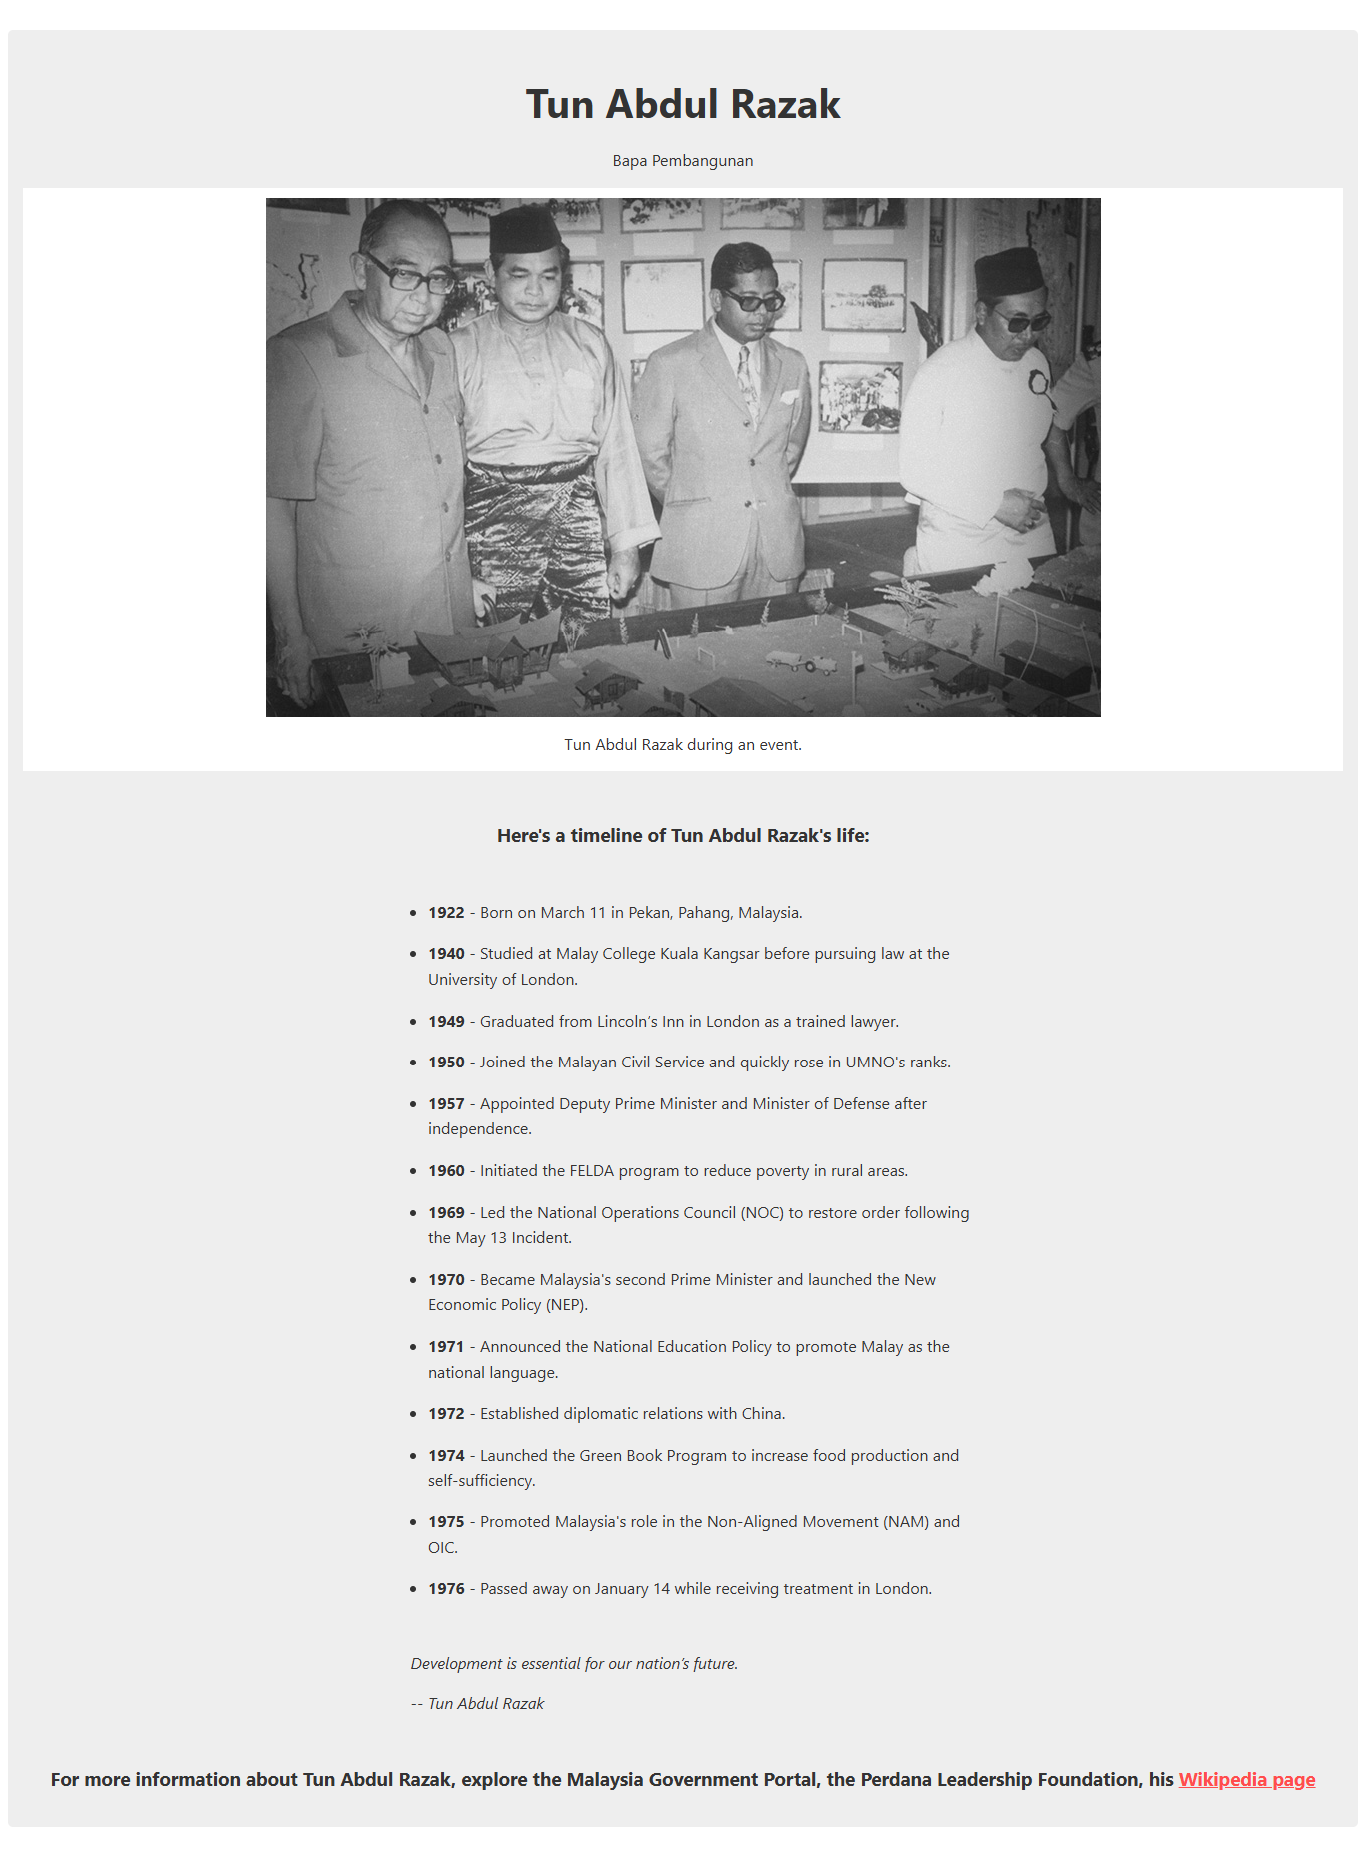 Tun Abdul Razak
Bapa Pembangunan
Tun Abdul Razak during an event.
Here's a timeline of Tun Abdul Razak's life:
• 1922 - Born on March 11 in Pekan, Pahang, Malaysia.
• 1940 - Studied at Malay College Kuala Kangsar before pursuing law at the
University of London.
• 1949 - Graduated from Lincoln’s Inn in London as a trained lawyer.
• 1950 - Joined the Malayan Civil Service and quickly rose in UMNO's ranks.
• 1957 - Appointed Deputy Prime Minister and Minister of Defense after
independence.
• 1960 - Initiated the FELDA program to reduce poverty in rural areas.
• 1969 - Led the National Operations Council (NOC) to restore order following
the May 13 Incident.
• 1970 - Became Malaysia's second Prime Minister and launched the New
Economic Policy (NEP).
• 1971 - Announced the National Education Policy to promote Malay as the
national language.
• 1972 - Established diplomatic relations with China.
• 1974 - Launched the Green Book Program to increase food production and
self-sufficiency.
• 1975 - Promoted Malaysia's role in the Non-Aligned Movement (NAM) and
OIC.
• 1976 - Passed away on January 14 while receiving treatment in London.
Development is essential for our nation’s future.
-- Tun Abdul Razak
For more information about Tun Abdul Razak, explore the Malaysia Government Portal, the Perdana Leadership Foundation, his Wikipedia page